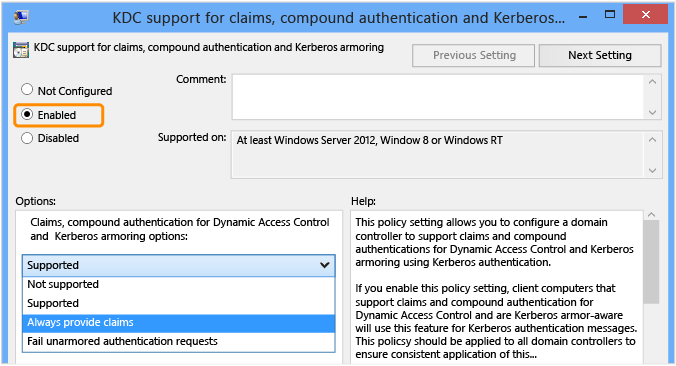 KDC support for claims, compound authentication and Kerberos...
KDC support for claims, compound authentication and Kerberos armoring
Previous Setting
Next Setting
Not Configured
Enabled
Disabled
Comment:
Supported on:
At least Windows Server 2012, Window 8 or Windows RT
Options:
Claims, compound authentication for Dynamic Access Control
and Kerberos armoring options:
Supported
Not supported
Supported
Always provide claims
Fail unarmored authentication requests
Help:
This policy setting allows you to configure a domain
controller to support claims and compound
authentications for Dynamic Access Control and Kerberos
armoring using Kerberos authentication.
If you enable this policy setting, client computers that
support claims and compound authentication for
Dynamic Access Control and are Kerberos armor-aware
will use this feature for Kerberos authentication messages.
This policsy should be applied to all domain controllers to
ensure consistent application of this...